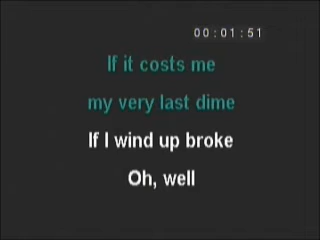 00:01:51
If it costs me
my very last dime
If I wind up broke
Oh, well